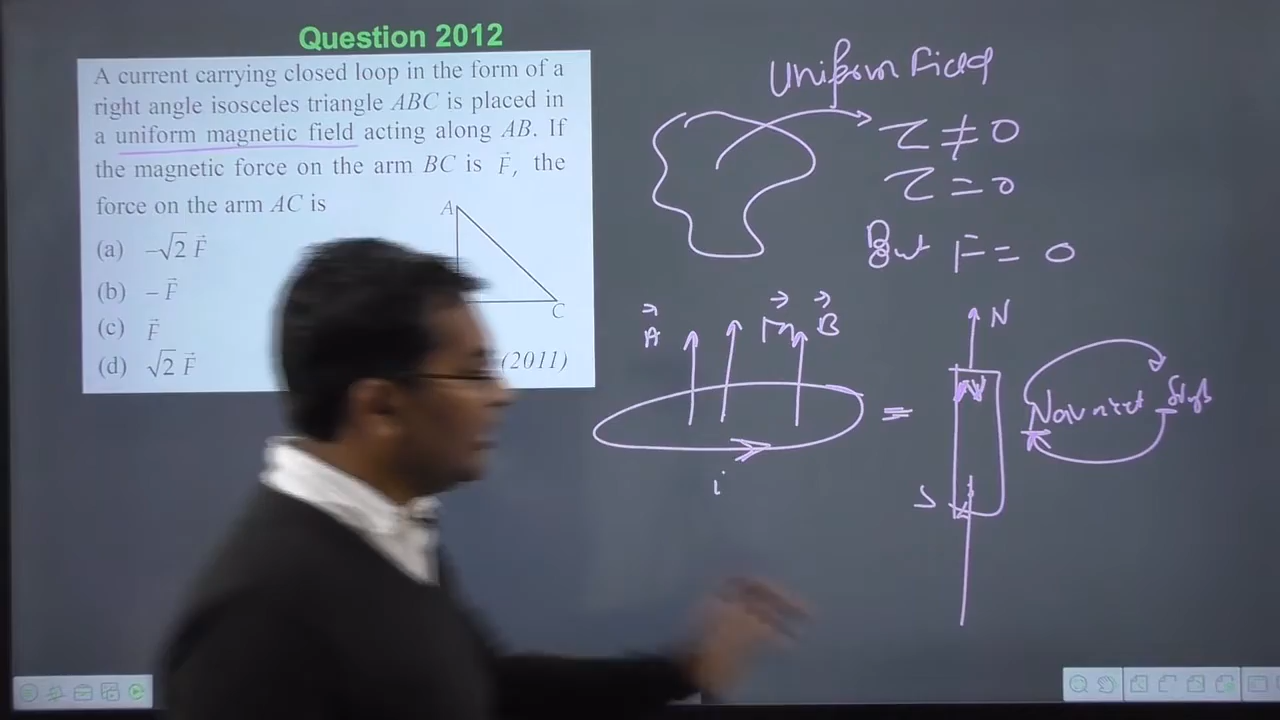 Question 2012
A current carrying closed loop in the form of a
right angle isosceles triangle ABC is placed in
a uniform magnetic field acting along AB. If
the magnetic force on the arm BC is F⃗, the
force on the arm AC is
(a) −√2 F⃗
(b) − F⃗
(c) F⃗
(d) √2 F⃗
A
C
(2011)
Uniform Field
τ ≠ 0
τ = 0
But F = 0
A⃗
B⃗
i
=
N
S